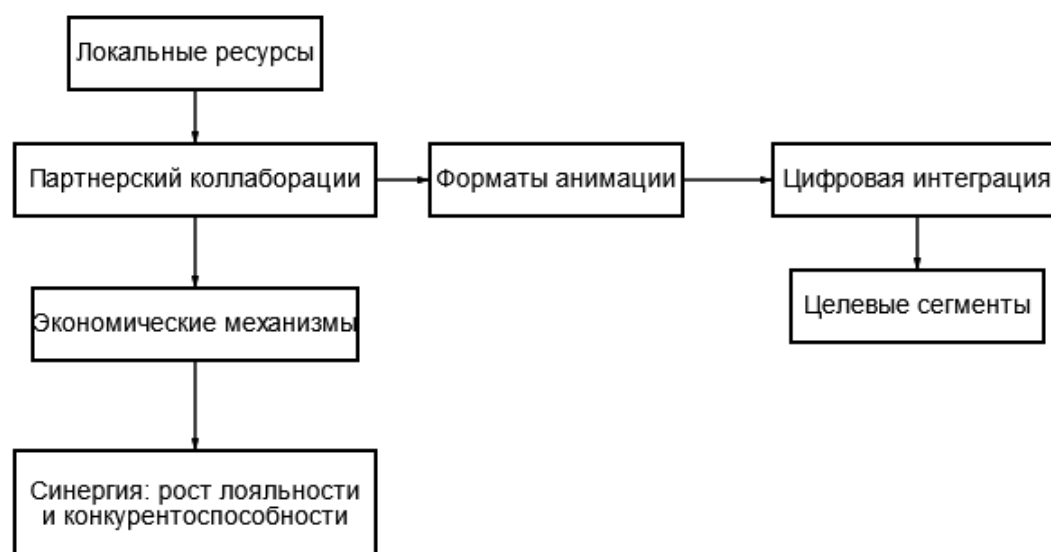 Локальные ресурсы
Партнерский коллаборации
Форматы анимации
Цифровая интеграция
Экономические механизмы
Целевые сегменты
Синергия: рост лояльности
и конкурентоспособности